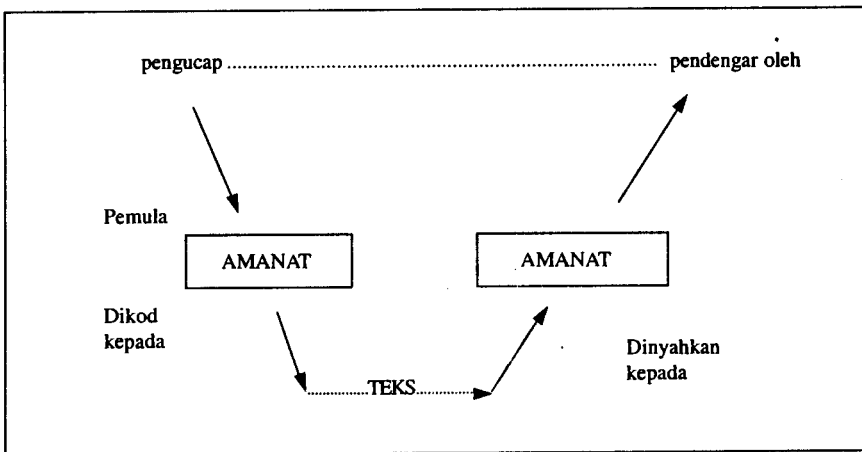 pengucap ........................................................ pendengar oleh
Pemula
AMANAT AMANAT
Dikod
kepada
Dinyahkan
kepada
............TEKS..............